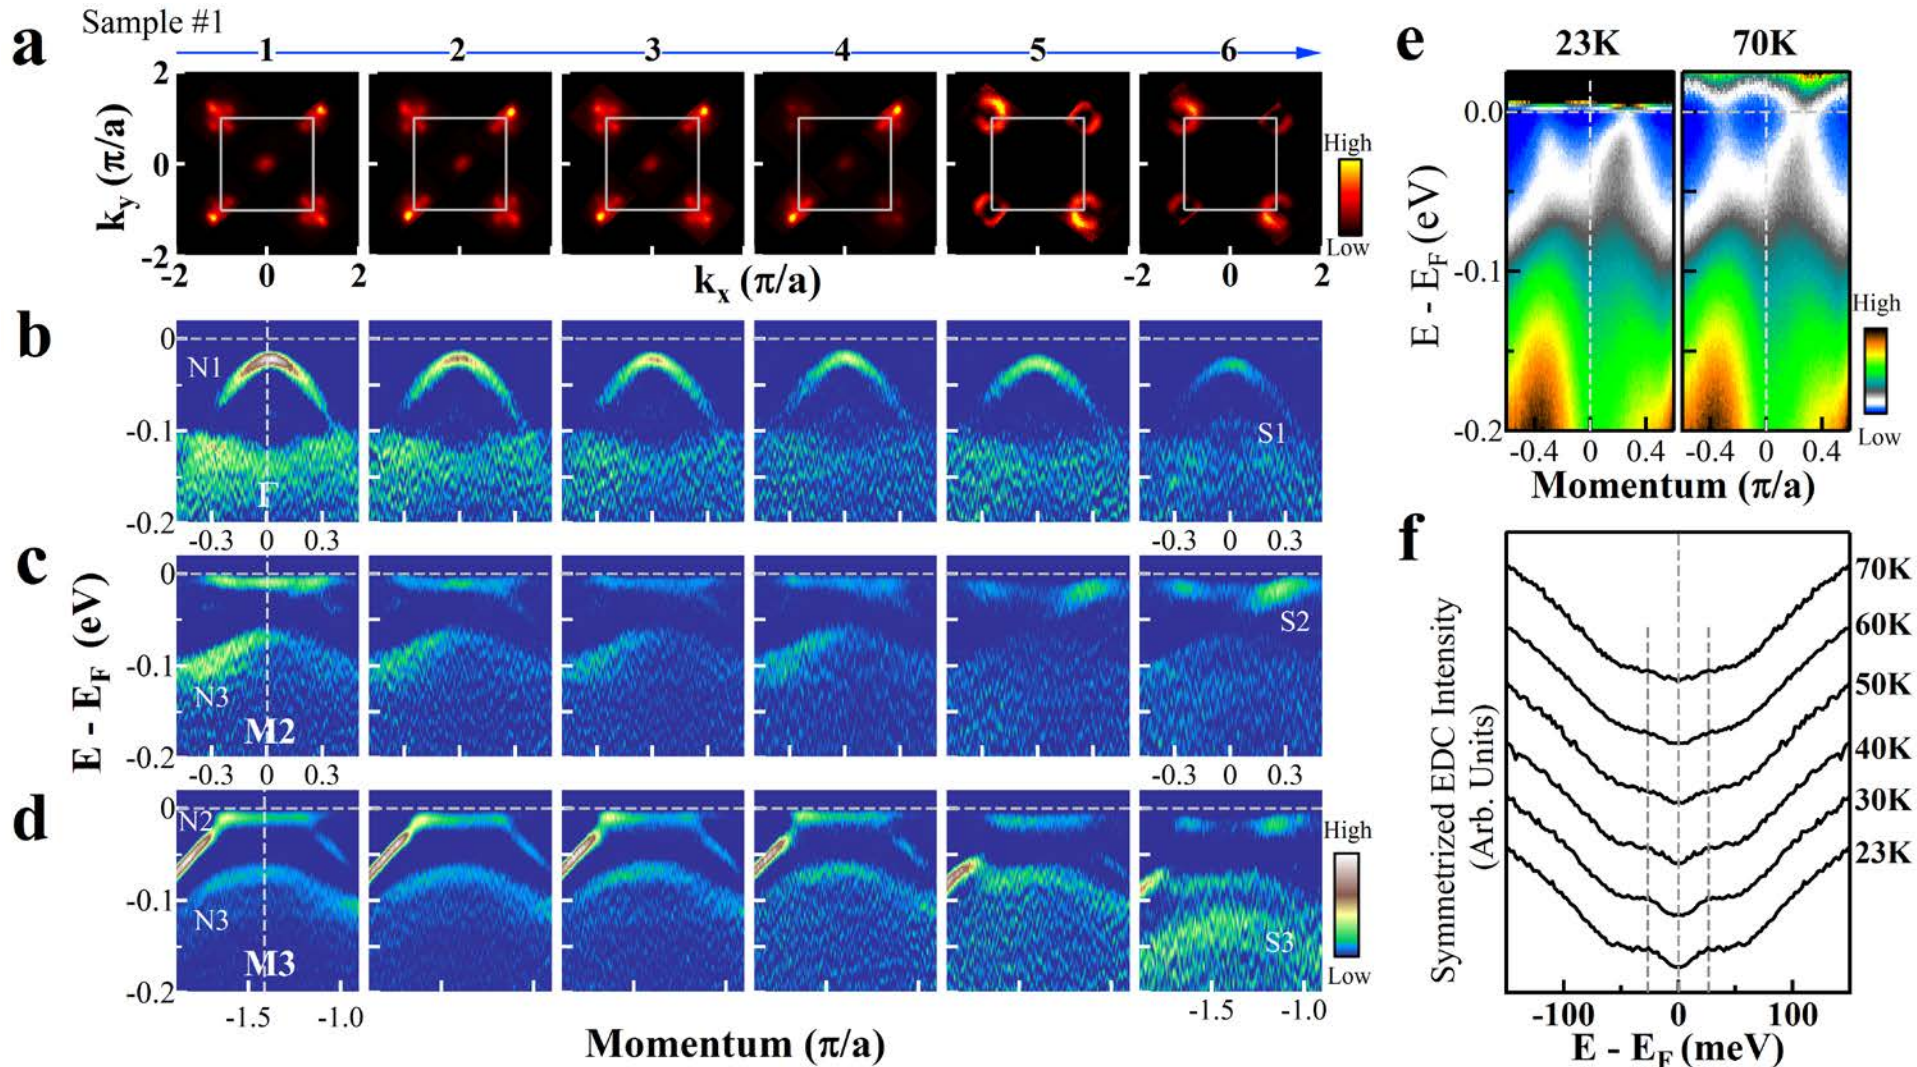 Sample #1
a
1 2 3 4 5 6
2
0
-2
k_y (π/a)
-2 0 2
k_x (π/a)
-2 0 2
High
Low
b
0
-0.1
-0.2
N1
Γ
S1
-0.3 0 0.3
-0.3 0 0.3
c
0
-0.1
-0.2
N3
M2
S2
-0.3 0 0.3
-0.3 0 0.3
E - E_F (eV)
d
0
-0.1
-0.2
N2
N3
M3
S3
High
Low
-1.5 -1.0
-1.5 -1.0
Momentum (π/a)
e
23K 70K
0.0
-0.1
-0.2
E - E_F (eV)
-0.4 0 0.4
-0.4 0 0.4
Momentum (π/a)
High
Low
f
70K
60K
50K
40K
30K
23K
Symmetrized EDC Intensity
(Arb. Units)
-100 0 100
E - E_F (meV)